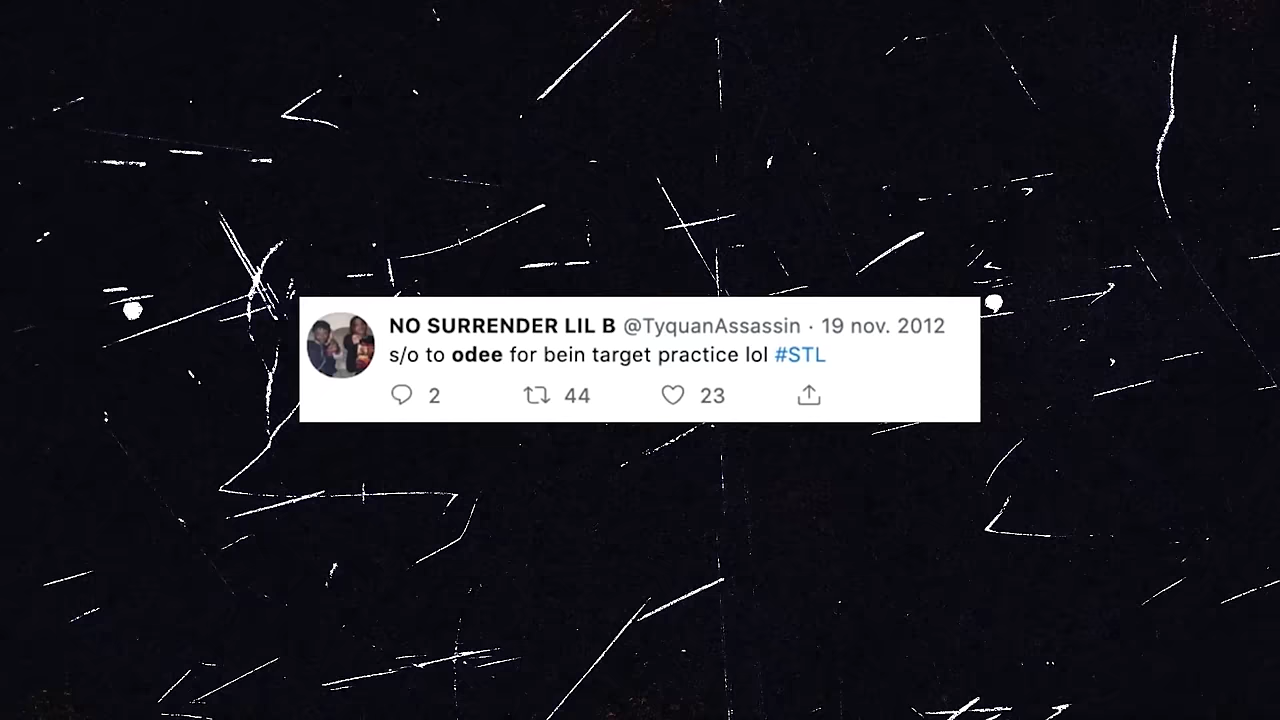 NO SURRENDER LIL B @TyquanAssassin · 19 nov. 2012
s/o to odee for bein target practice lol #STL
2 44 23